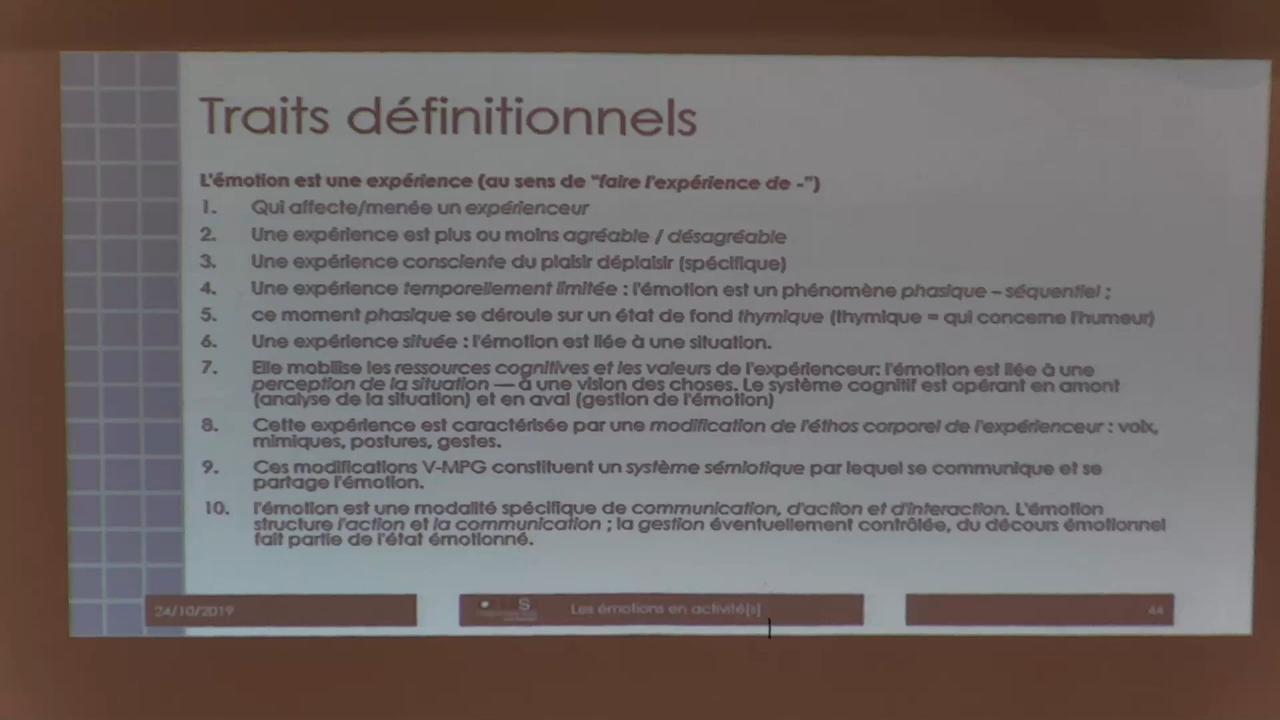 Traits définitionnels
L'émotion est une expérience (au sens de "faire l'expérience de -")
1. Qui affecte/menée un expérienceur
2. Une expérience est plus ou moins agréable / désagréable
3. Une expérience consciente du plaisir déplaisir (spécifique)
4. Une expérience temporellement limitée : l'émotion est un phénomène phasique – séquentiel ;
5. ce moment phasique se déroule sur un état de fond thymique (thymique = qui concerne l'humeur)
6. Une expérience située : l'émotion est liée à une situation.
7. Elle mobilise les ressources cognitives et les valeurs de l'expérienceur: l'émotion est liée à une
perception de la situation — à une vision des choses. Le système cognitif est opérant en amont
(analyse de la situation) et en aval (gestion de l'émotion)
8. Cette expérience est caractérisée par une modification de l'éthos corporel de l'expérienceur : voix,
mimiques, postures, gestes.
9. Ces modifications V-MPG constituent un système sémiotique par lequel se communique et se
partage l'émotion.
10. l'émotion est une modalité spécifique de communication, d'action et d'interaction. L'émotion
structure l'action et la communication ; la gestion éventuellement contrôlée, du décours émotionnel
fait partie de l'état émotionné.
24/10/2019
Les émotions en activité[s]
44